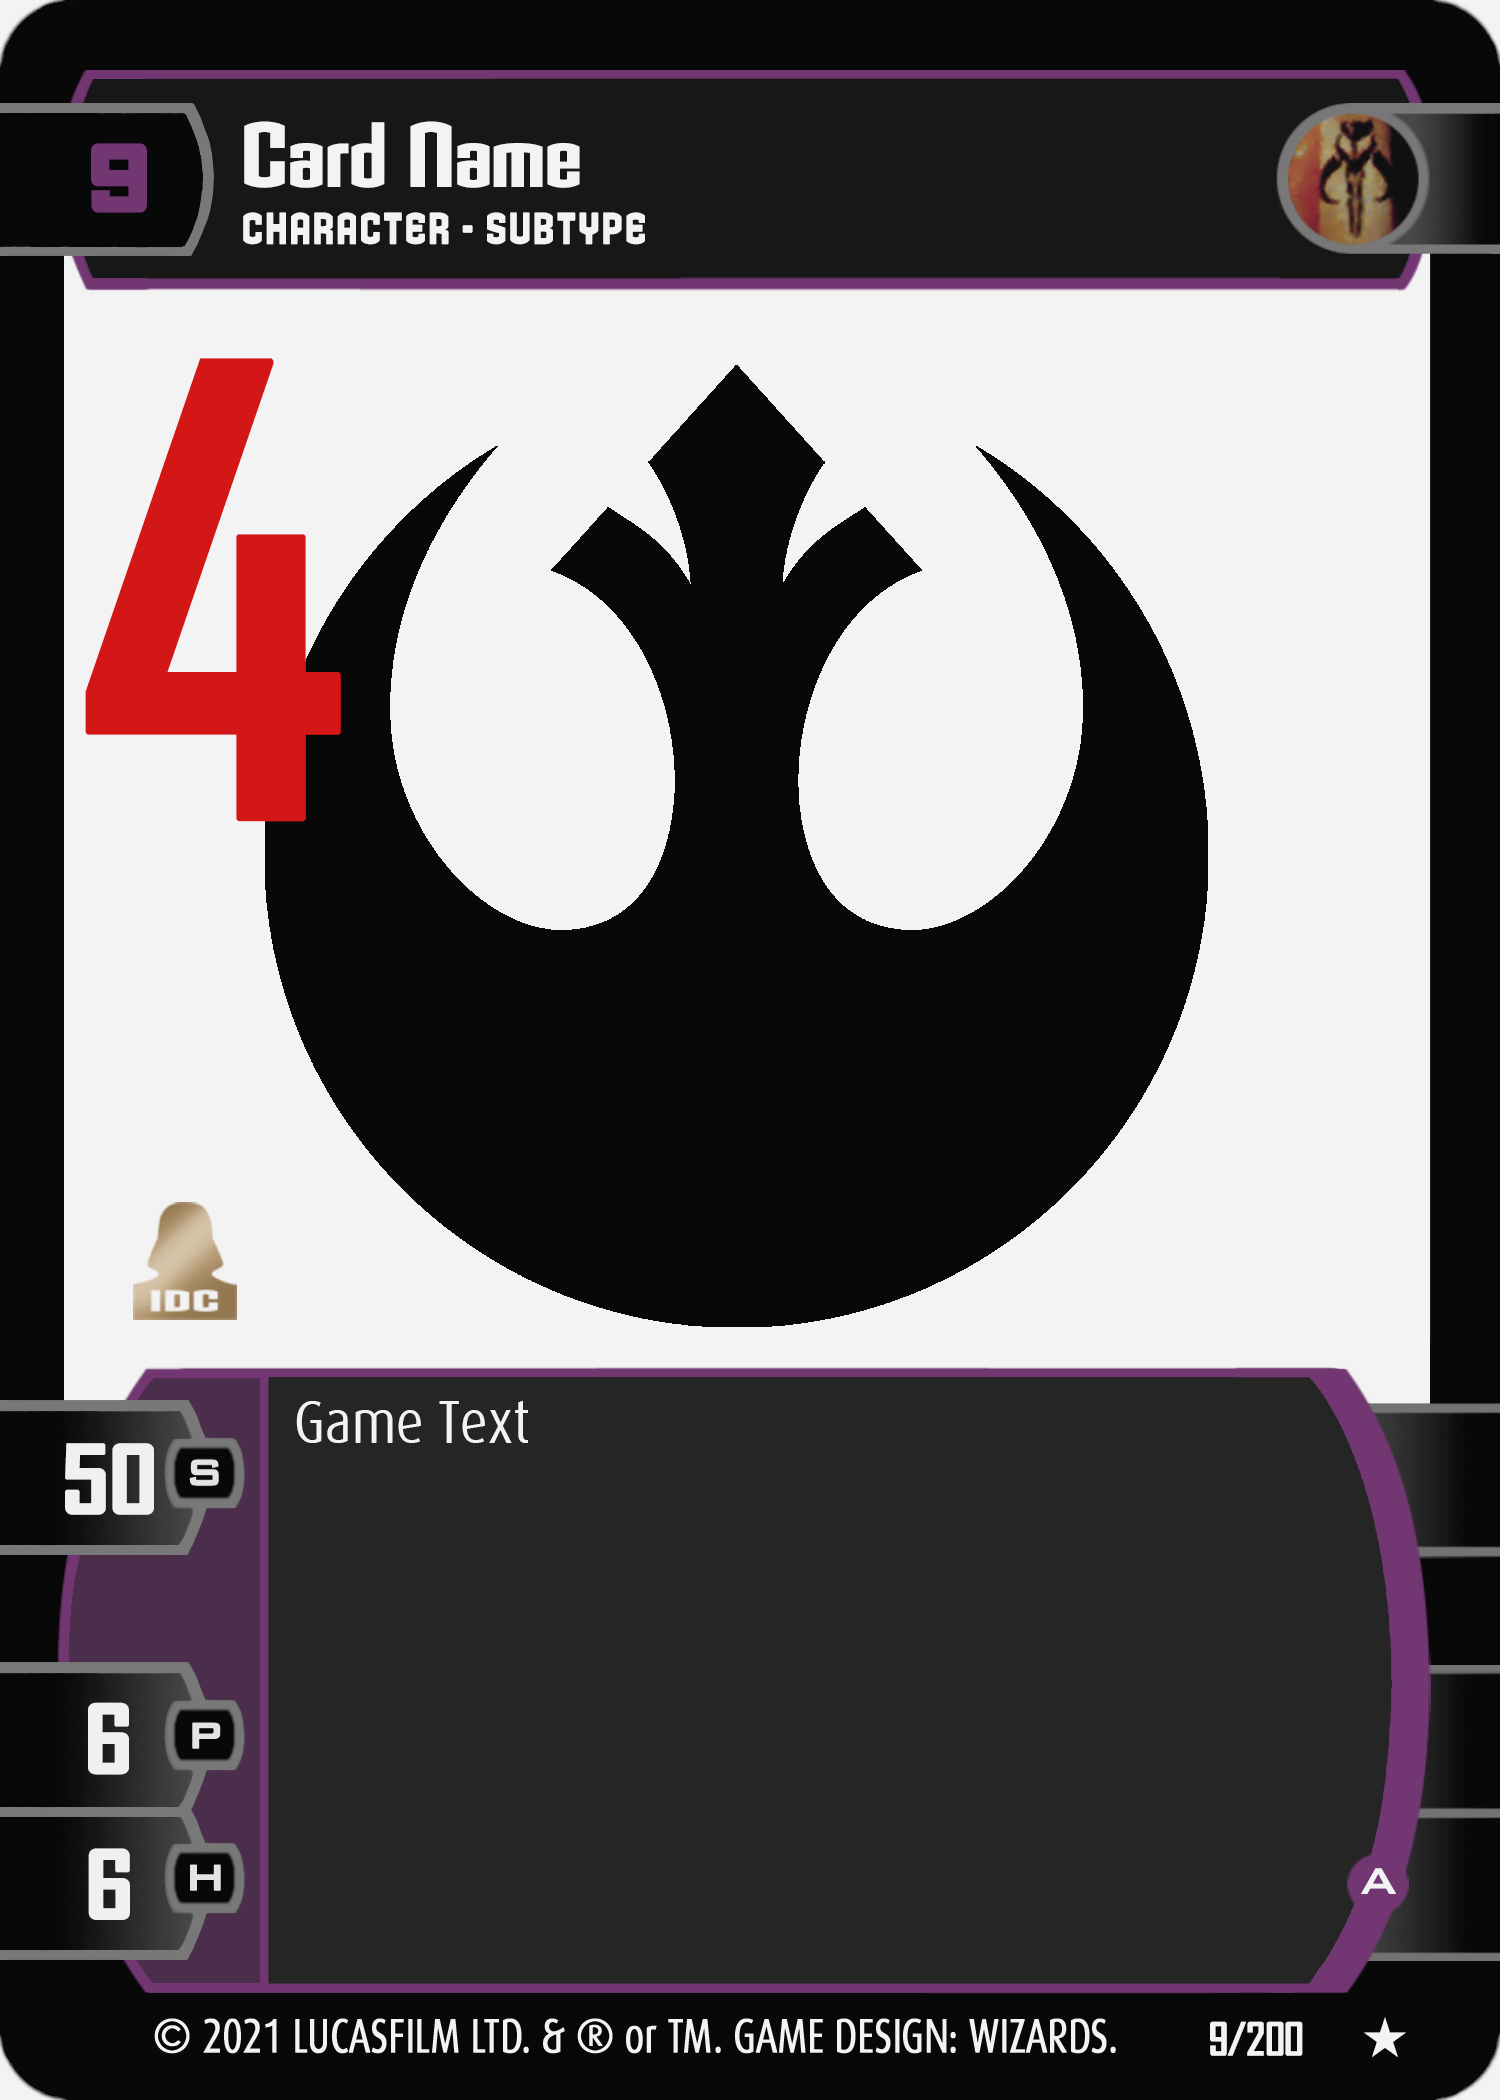 9
Card Name
CHARACTER - SUBTYPE
4
IDC
Game Text
50 S
6 P
6 H
A
© 2021 LUCASFILM LTD. & ® or TM. GAME DESIGN: WIZARDS.
9/200 ★